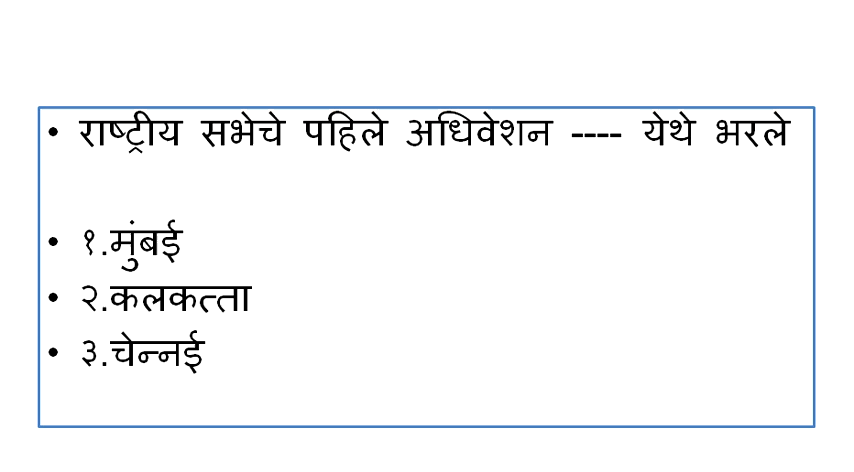 • राष्ट्रीय सभेचे पहिले अधिवेशन ---- येथे भरले
• १.मुंबई
• २.कलकत्ता
• ३.चेन्नई